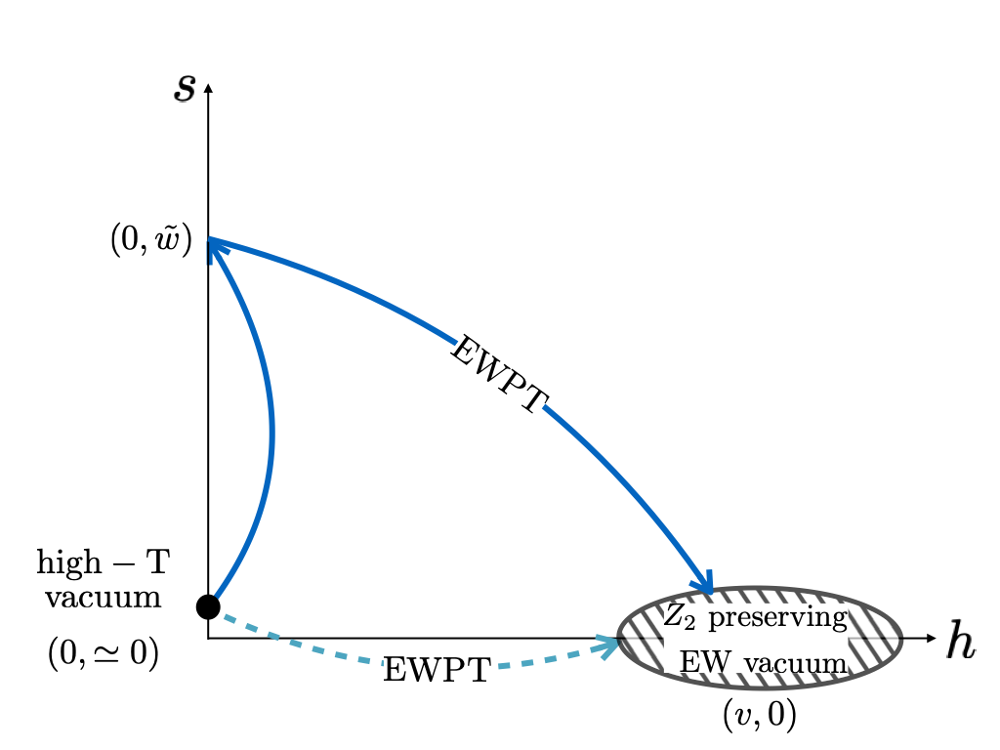 s
(0, w̃)
EWPT
high − T
vacuum
(0, ≃ 0)
EWPT
Z₂ preserving
EW vacuum
h
(v, 0)